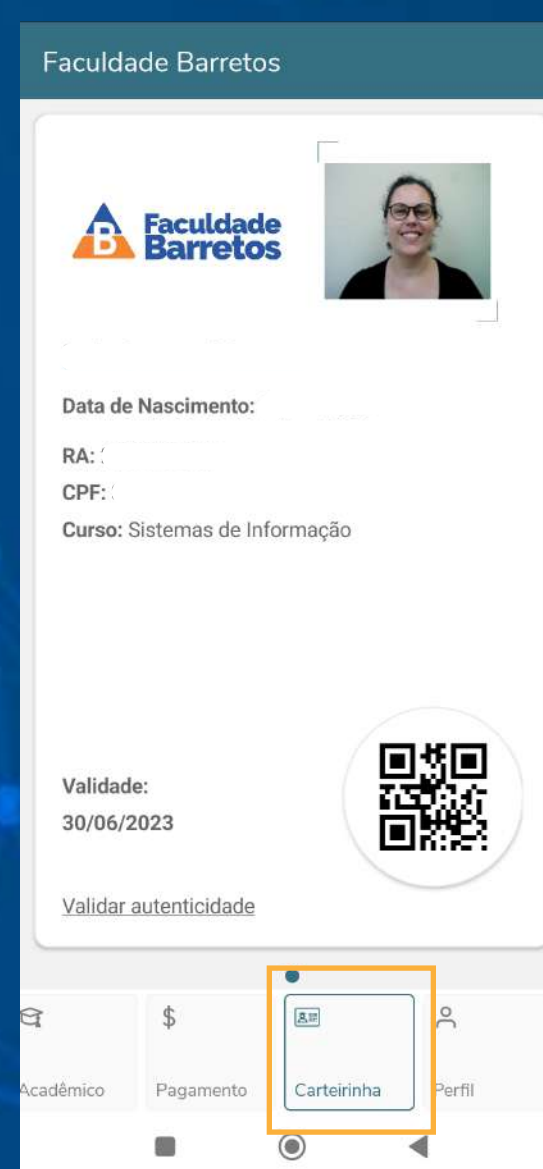 Faculdade Barretos
B Faculdade
Barretos
Data de Nascimento:
RA:
CPF:
Curso: Sistemas de Informação
Validade:
30/06/2023
Validar autenticidade
$
Acadêmico Pagamento Carteirinha Perfil